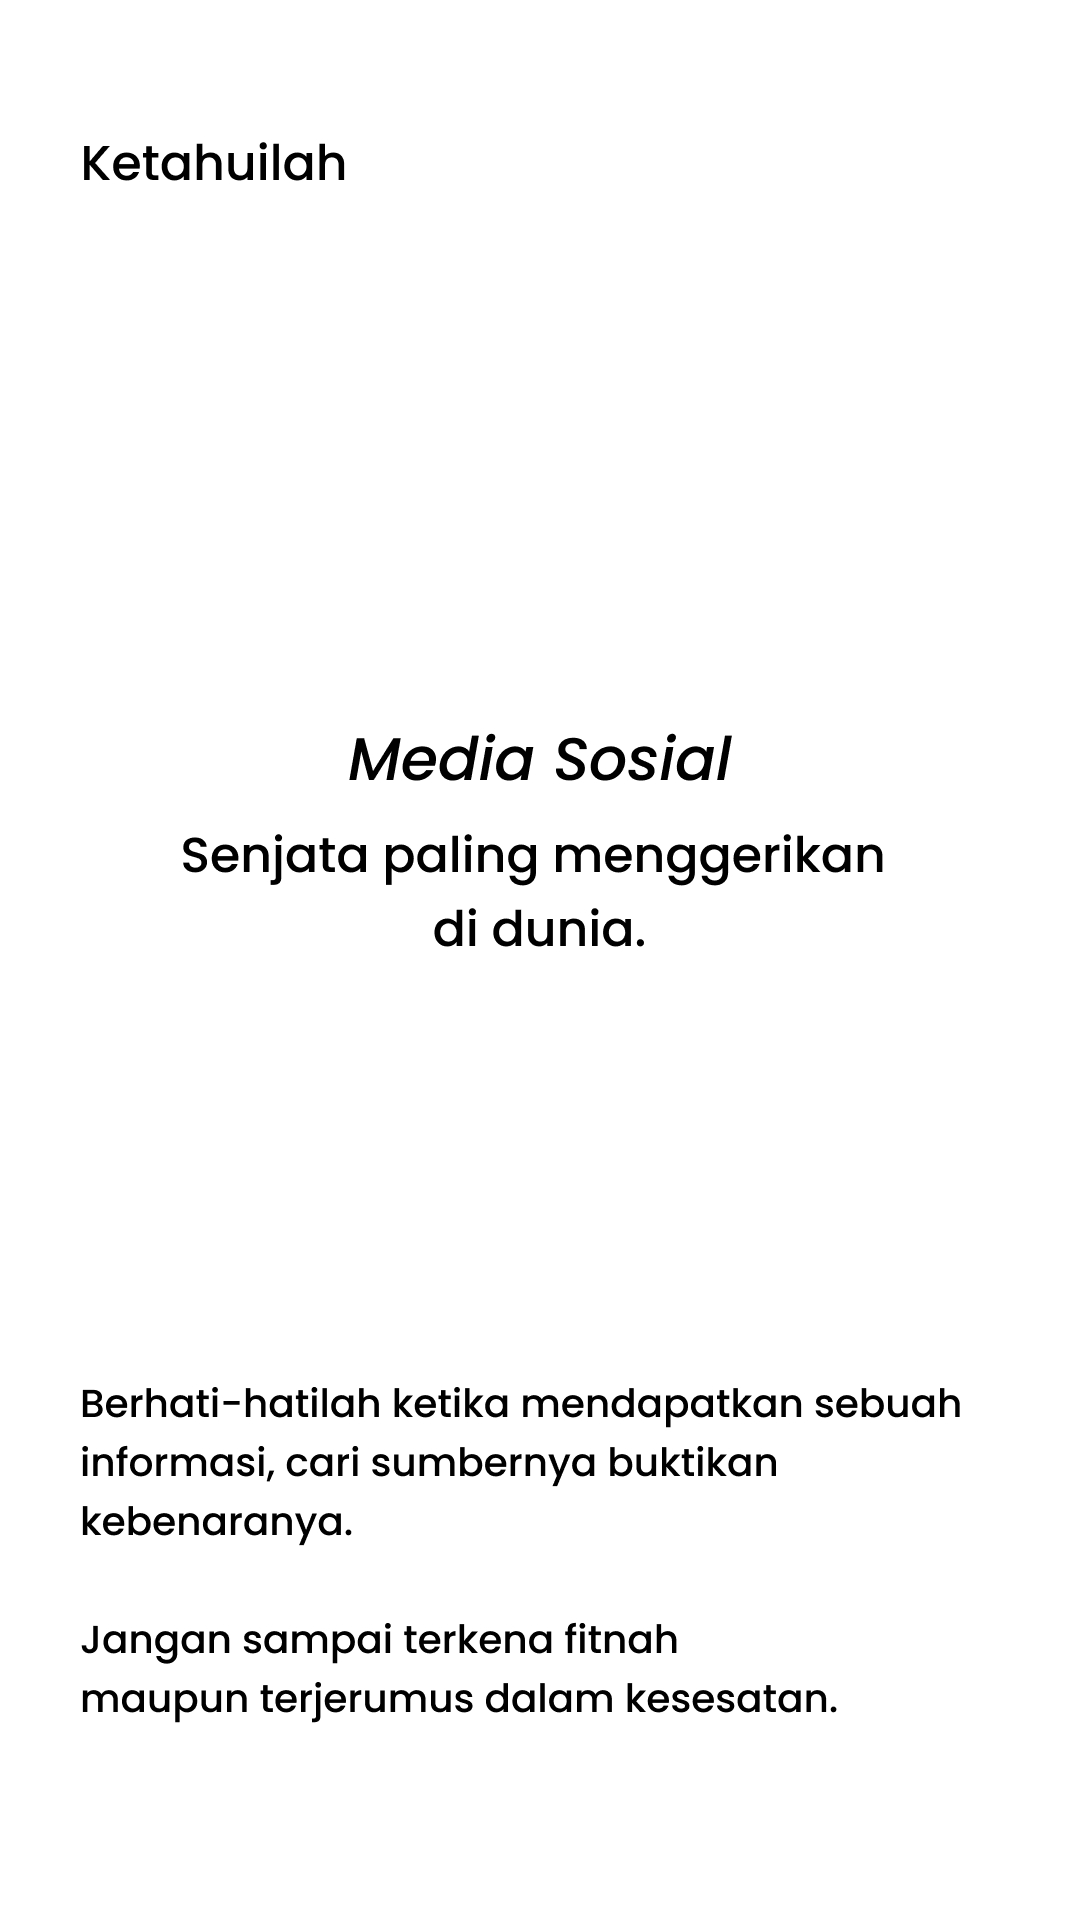 Ketahuilah
Media Sosial
Senjata paling menggerikan
di dunia.
Berhati-hatilah ketika mendapatkan sebuah
informasi, cari sumbernya buktikan
kebenaranya.
Jangan sampai terkena fitnah
maupun terjerumus dalam kesesatan.